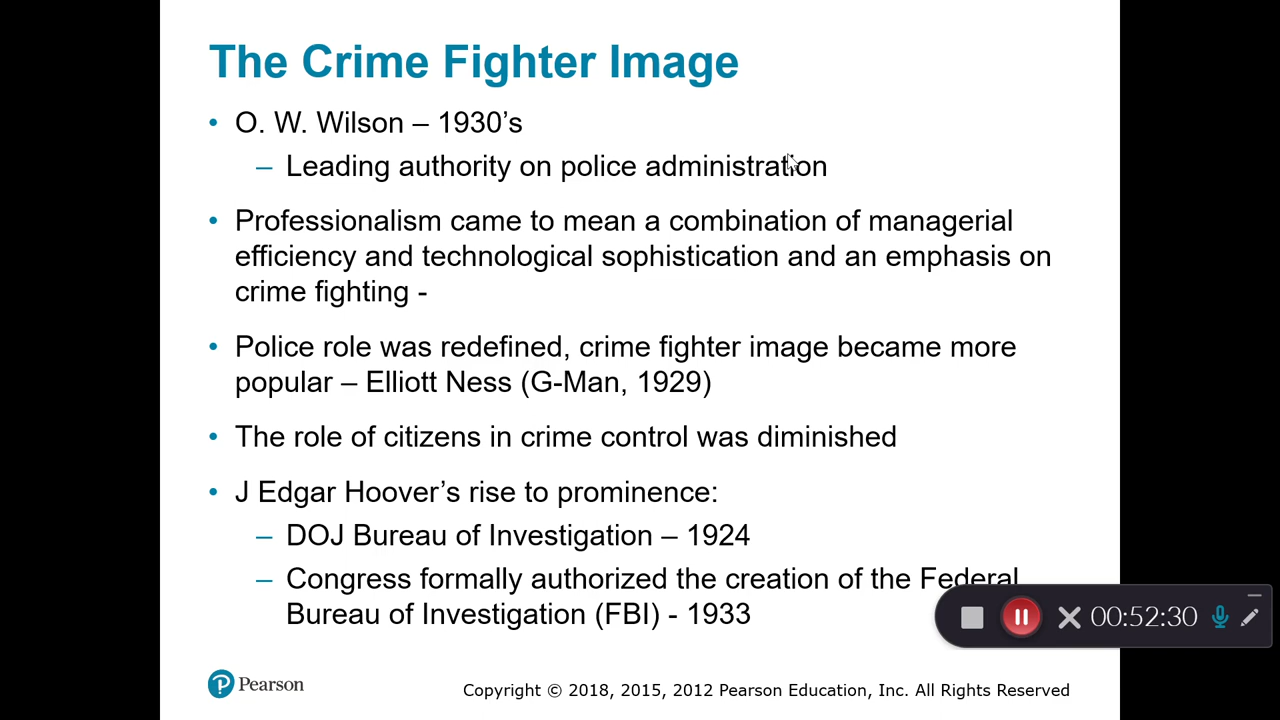 The Crime Fighter Image
• O. W. Wilson – 1930’s
– Leading authority on police administration
• Professionalism came to mean a combination of managerial
efficiency and technological sophistication and an emphasis on
crime fighting -
• Police role was redefined, crime fighter image became more
popular – Elliott Ness (G-Man, 1929)
• The role of citizens in crime control was diminished
• J Edgar Hoover’s rise to prominence:
– DOJ Bureau of Investigation – 1924
– Congress formally authorized the creation of the Federal
Bureau of Investigation (FBI) - 1933
00:52:30
Pearson
Copyright © 2018, 2015, 2012 Pearson Education, Inc. All Rights Reserved